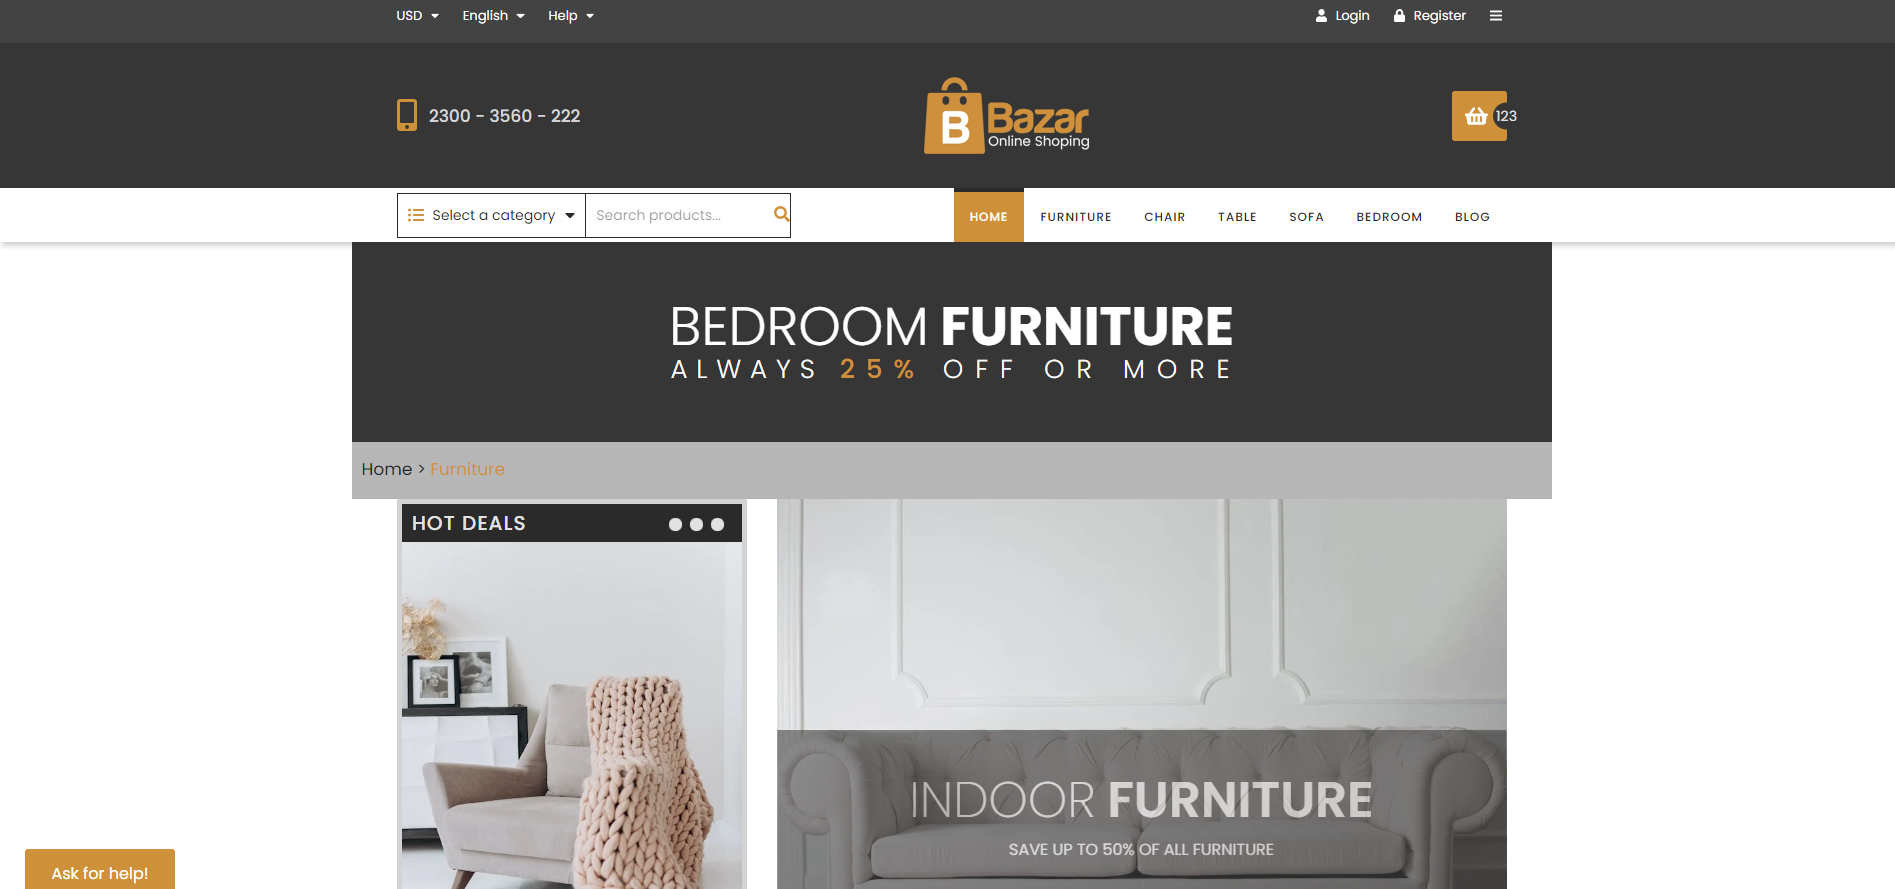 USD English Help Login Register
2300 - 3560 - 222
B Bazar
Online Shoping
123
Select a category Search products...
HOME FURNITURE CHAIR TABLE SOFA BEDROOM BLOG
BEDROOM FURNITURE
ALWAYS 25% OFF OR MORE
Home > Furniture
HOT DEALS
INDOOR FURNITURE
SAVE UP TO 50% OF ALL FURNITURE
Ask for help!